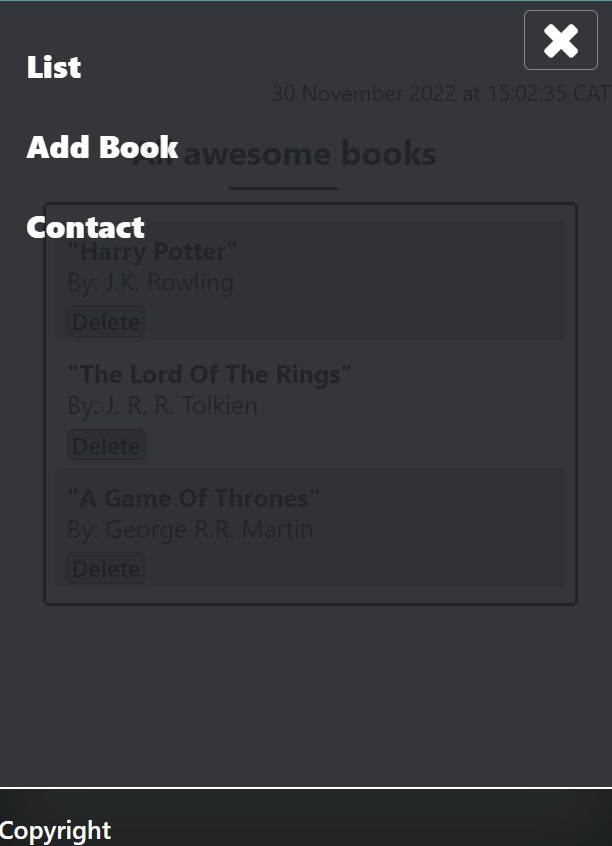 List
30 November 2022 at 15:02:35 CAT
Add Book
All awesome books
Contact
"Harry Potter"
By: J.K. Rowling
Delete
"The Lord Of The Rings"
By: J. R. R. Tolkien
Delete
"A Game Of Thrones"
By: George R.R. Martin
Delete
Copyright